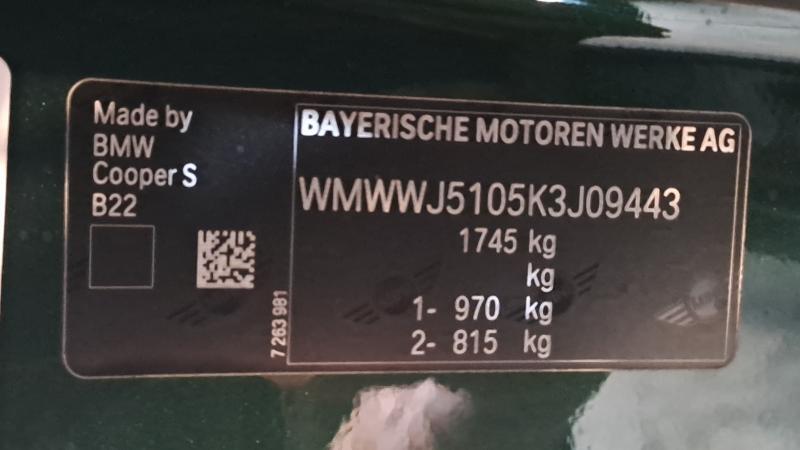 Made by
BMW
Cooper S
B22
7 263 981
BAYERISCHE MOTOREN WERKE AG
WMWWJ5105K3J09443
1745 kg
kg
1- 970 kg
2- 815 kg